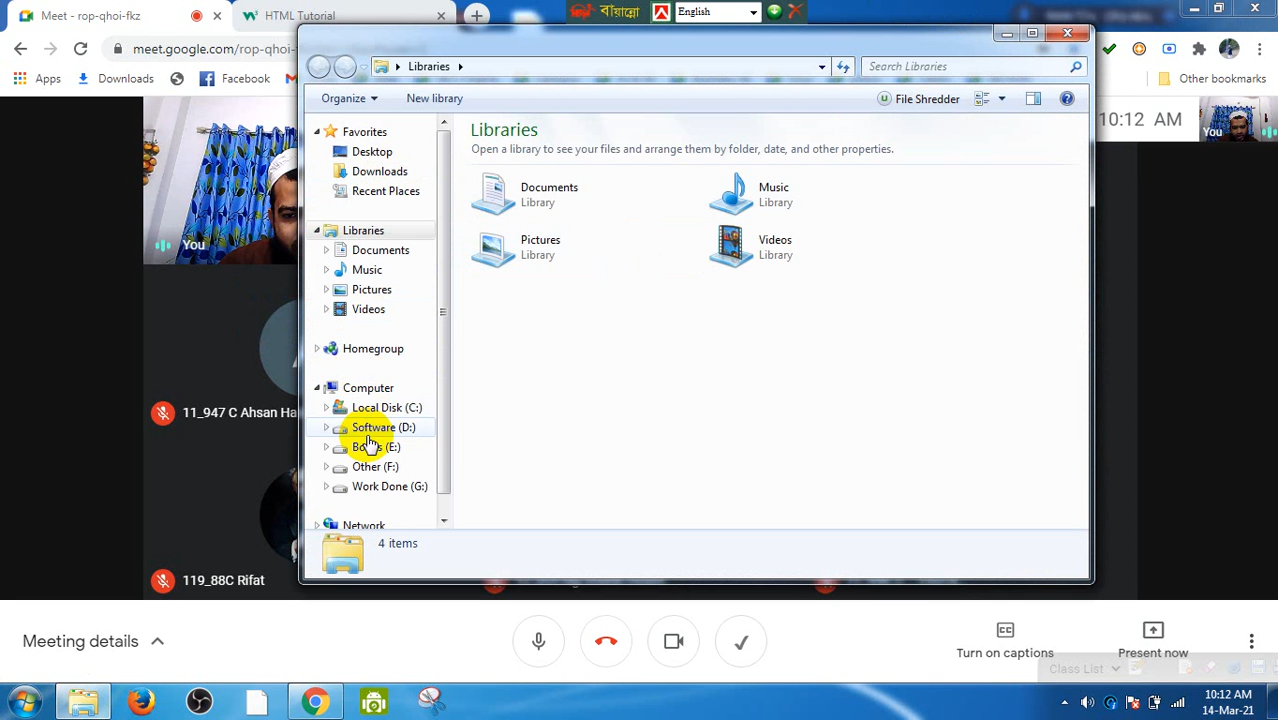 Meet - rop-qhoi-fkz
HTML Tutorial
বায়ান্নো
English
meet.google.com/rop-qhoi-
Apps
Downloads
Facebook
Other bookmarks
Libraries
Search Libraries
Organize
New library
File Shredder
Favorites
Desktop
Downloads
Recent Places
Libraries
Documents
Music
Pictures
Videos
Homegroup
Computer
Local Disk (C:)
Software (D:)
(E:)
Other (F:)
Work Done (G:)
Network
Libraries
Open a library to see your files and arrange them by folder, date, and other properties.
Documents
Library
Music
Library
Pictures
Library
Videos
Library
4 items
10:12 AM
You
You
11_947 C Ahsan Ha
119_88C Rifat
Meeting details
Turn on captions
Present now
Class List
10:12 AM
14-Mar-21